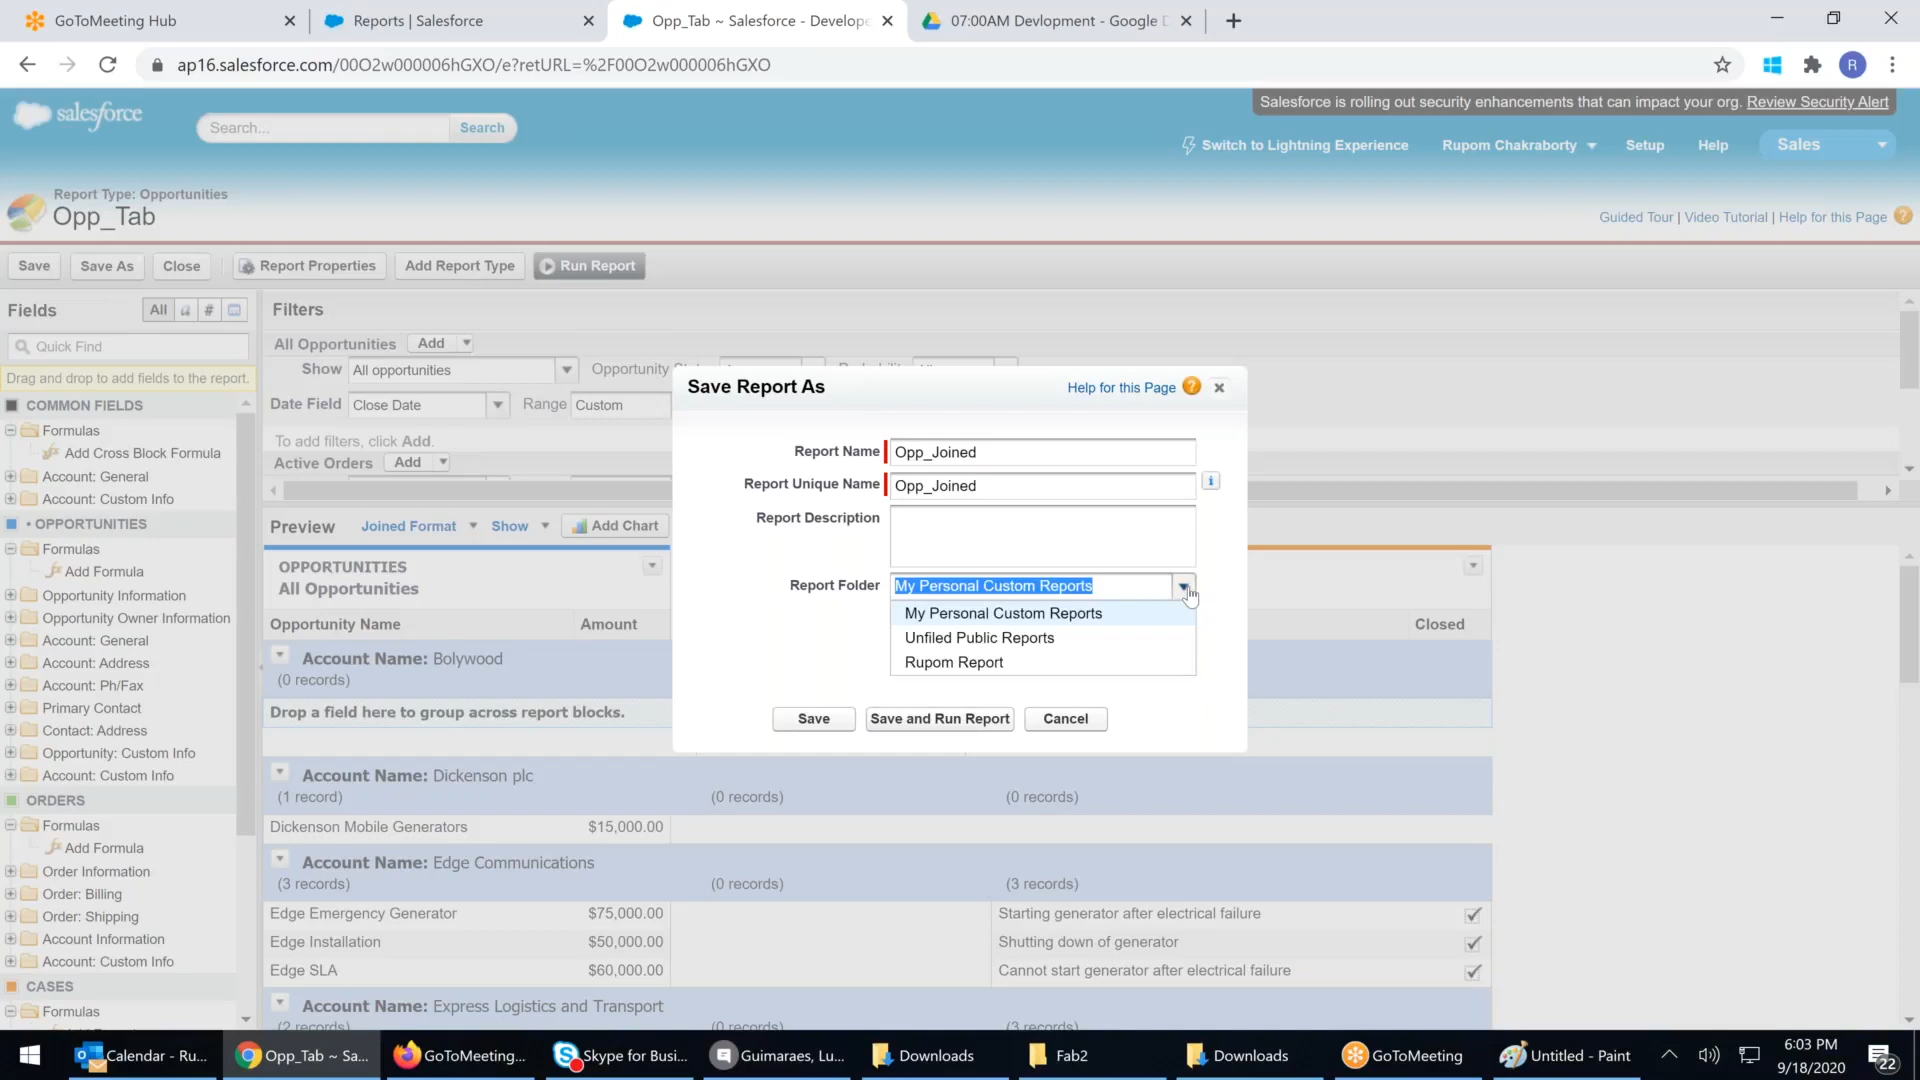 GoToMeeting Hub
Reports | Salesforce
Opp_Tab ~ Salesforce - Develope
07:00AM Devlopment - Google D
ap16.salesforce.com/00O2w000006hGXO/e?retURL=%2F00O2w000006hGXO
R
Salesforce is rolling out security enhancements that can impact your org. Review Security Alert
salesforce
Search...
Search
Switch to Lightning Experience
Rupom Chakraborty
Setup
Help
Sales
Report Type: Opportunities
Opp_Tab
Guided Tour | Video Tutorial | Help for this Page ?
Save
Save As
Close
Report Properties
Add Report Type
Run Report
Fields
All
a
#
Quick Find
Drag and drop to add fields to the report.
COMMON FIELDS
Formulas
Add Cross Block Formula
Account: General
Account: Custom Info
OPPORTUNITIES
Formulas
Add Formula
Opportunity Information
Opportunity Owner Information
Account: General
Account: Address
Account: Ph/Fax
Primary Contact
Contact: Address
Opportunity: Custom Info
Account: Custom Info
ORDERS
Formulas
Add Formula
Order Information
Order: Billing
Order: Shipping
Account Information
Account: Custom Info
CASES
Formulas
Filters
All Opportunities
Add
Show
All opportunities
Opportunity
Date Field
Close Date
Range
Custom
To add filters, click Add.
Active Orders
Add
Preview
Joined Format
Show
Add Chart
OPPORTUNITIES
All Opportunities
Opportunity Name
Amount
Closed
Account Name: Bolywood
(0 records)
Drop a field here to group across report blocks.
Account Name: Dickenson plc
(1 record)
(0 records)
(0 records)
Dickenson Mobile Generators
$15,000.00
Account Name: Edge Communications
(3 records)
(0 records)
(3 records)
Edge Emergency Generator
$75,000.00
Starting generator after electrical failure
Edge Installation
$50,000.00
Shutting down of generator
Edge SLA
$60,000.00
Cannot start generator after electrical failure
Account Name: Express Logistics and Transport
(2 records)
(0 records)
(3 records)
Save Report As
Help for this Page ?
Report Name
Opp_Joined
Report Unique Name
Opp_Joined
i
Report Description
Report Folder
My Personal Custom Reports
My Personal Custom Reports
Unfiled Public Reports
Rupom Report
Save
Save and Run Report
Cancel
Calendar - Ru...
Opp_Tab ~ Sa...
GoToMeeting...
Skype for Busi...
Guimaraes, Lu...
Downloads
Fab2
Downloads
GoToMeeting
Untitled - Paint
6:03 PM
9/18/2020
22